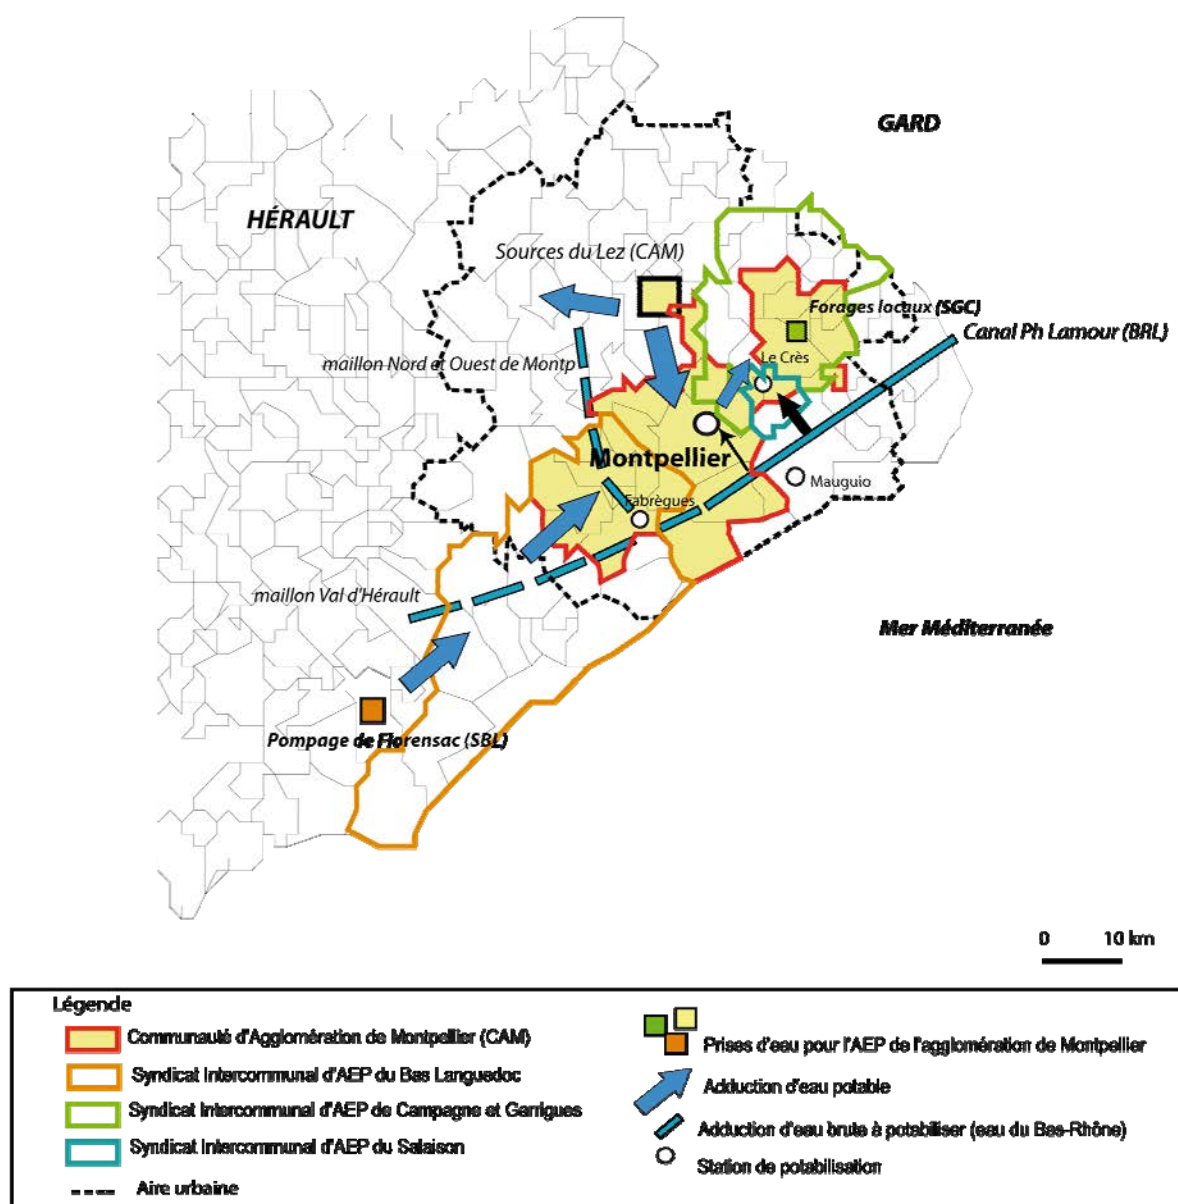 GARD
HÉRAULT
Sources du Lez (CAM)
Forages locaux (SGC)
Canal Ph Lamour (BRL)
Le Crès
maillon Nord et Ouest de Montp
Montpellier
Mauguio
Fabrègues
maillon Val d'Hérault
Mer Méditerranée
Pompage de Florensac (SBL)
0 10 km
Légende
Communauté d'Agglomération de Montpellier (CAM)
Syndicat Intercommunal d'AEP du Bas Languedoc
Syndicat Intercommunal d'AEP de Campagne et Garrigues
Syndicat Intercommunal d'AEP du Salaison
Aire urbaine
Prises d'eau pour l'AEP de l'agglomération de Montpellier
Adduction d'eau potable
Adduction d'eau brute à potabiliser (eau du Bas-Rhône)
Station de potabilisation